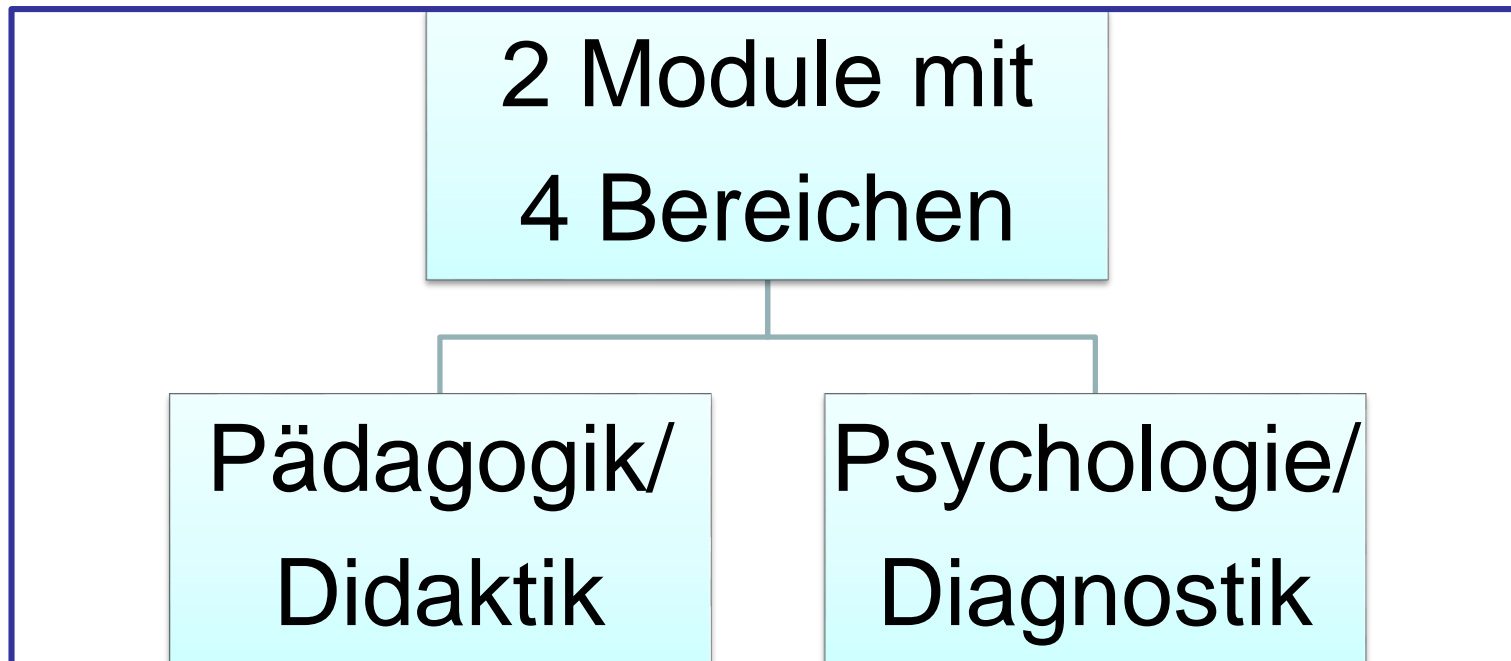 2 Module mit
4 Bereichen
Pädagogik/
Didaktik
Psychologie/
Diagnostik